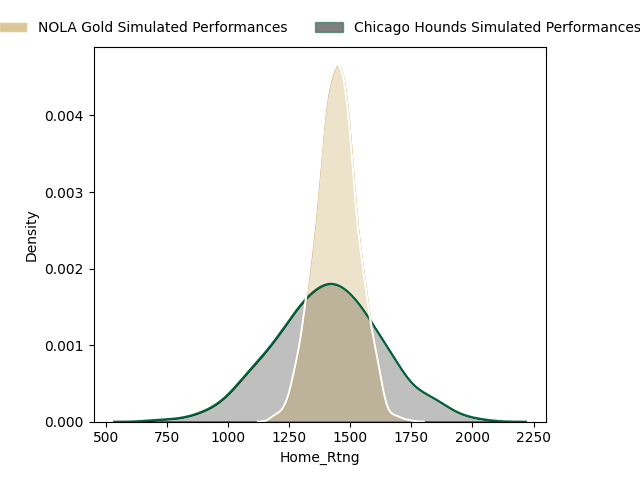 NOLA Gold Simulated Performances Chicago Hounds Simulated Performances
0.004
0.003
0.002
0.001
0.000
Density
500 750 1000 1250 1500 1750 2000 2250
Home_Rtng